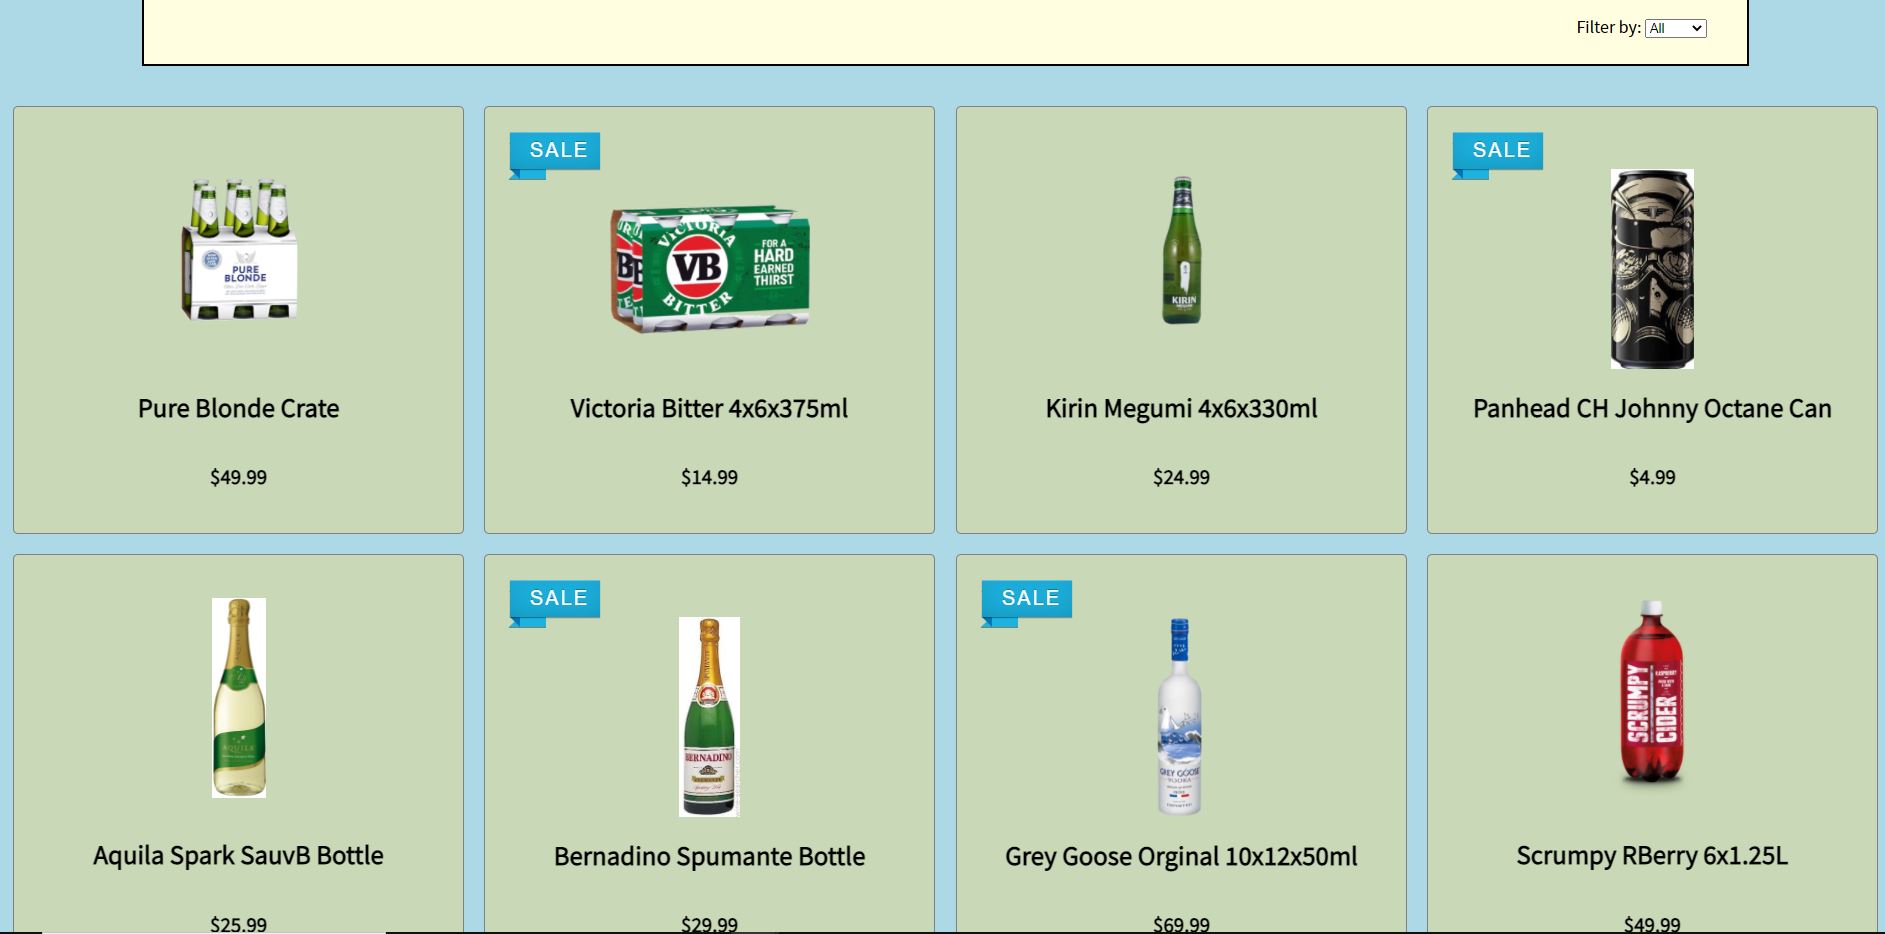 Filter by: All
SALE
SALE
PURE
BLONDE
VICTORIA
VB
BITTER
FOR A
HARD
EARNED
THIRST
KIRIN
Pure Blonde Crate
Victoria Bitter 4x6x375ml
Kirin Megumi 4x6x330ml
Panhead CH Johnny Octane Can
$49.99
$14.99
$24.99
$4.99
SALE
SALE
AQUILA
BERNADINO
GREY GOOSE
VODKA
SCRUMPY
CIDER
RASPBERRY
Aquila Spark SauvB Bottle
Bernadino Spumante Bottle
Grey Goose Orginal 10x12x50ml
Scrumpy RBerry 6x1.25L
$25.99
$29.99
$69.99
$49.99